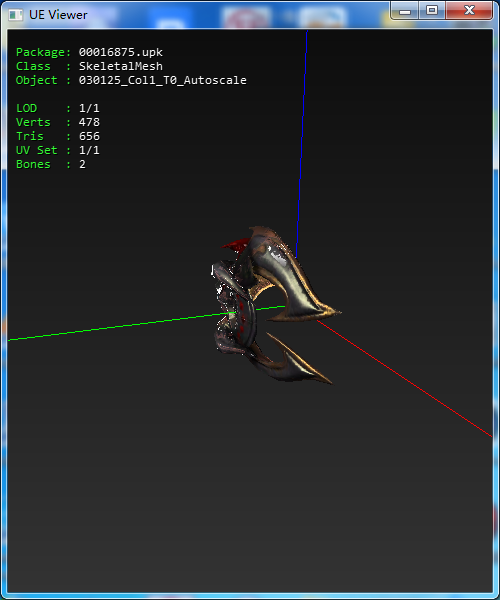 UE Viewer
Package: 00016875.upk
Class : SkeletalMesh
Object : 030125_Col1_T0_Autoscale
LOD : 1/1
Verts : 478
Tris : 656
UV Set : 1/1
Bones : 2